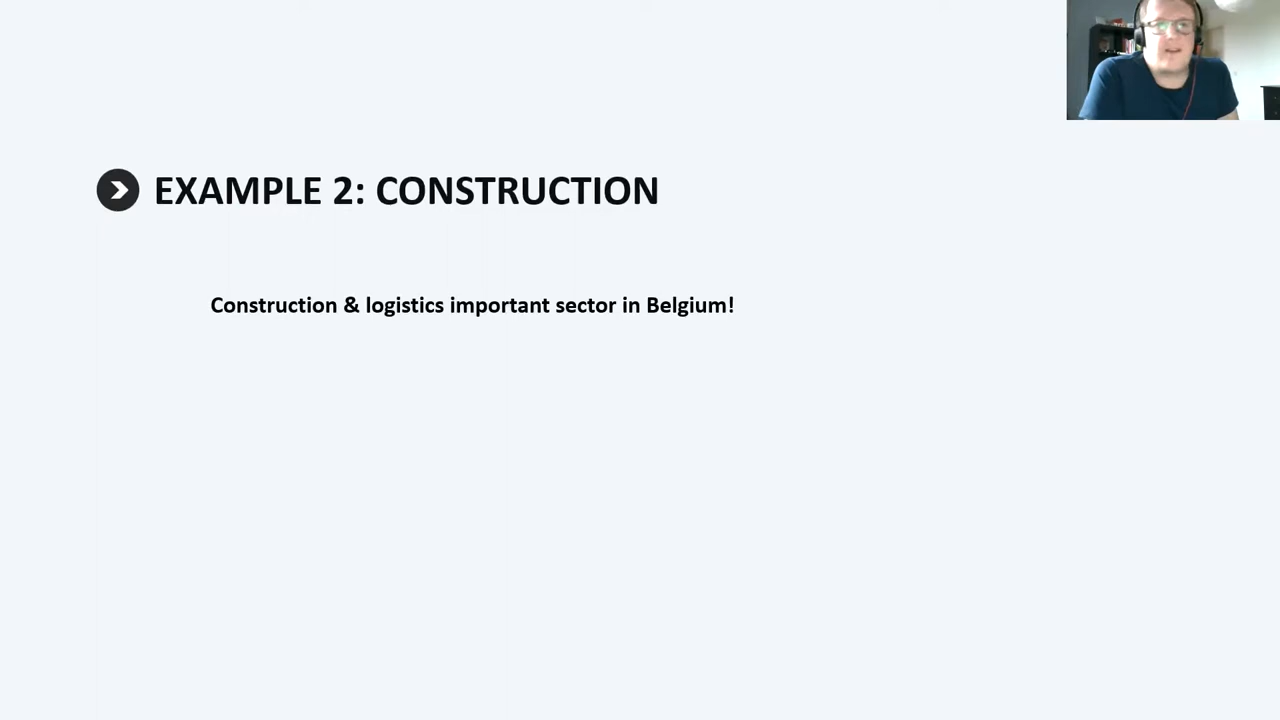 EXAMPLE 2: CONSTRUCTION
Construction & logistics important sector in Belgium!